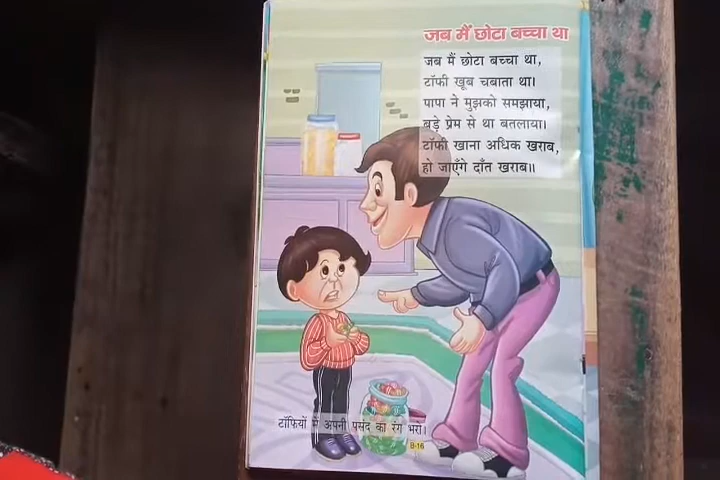 जब मैं छोटा बच्चा था
जब मैं छोटा बच्चा था,
टॉफी खूब चबाता था।
पापा ने मुझको समझाया,
बड़े प्रेम से था बतलाया।
टॉफी खाना अधिक खराब,
हो जाएँगे दाँत खराब॥
टॉफियों में अपनी पसंद का रंग भरो।
B-16